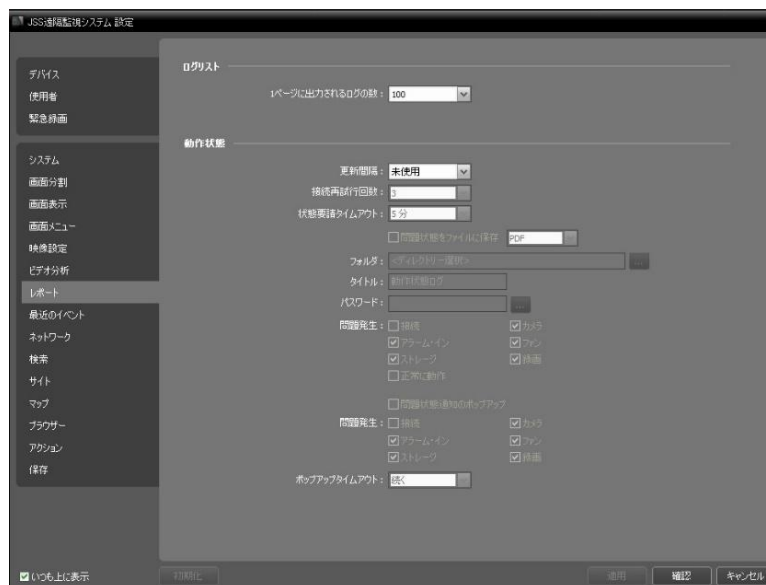 JSS遠隔監視システム 設定
デバイス
使用者
緊急録画
システム
画面分割
画面表示
画面メニュー
映像設定
ビデオ分析
レポート
最近のイベント
ネットワーク
検索
サイト
マップ
ブラウザー
アクション
保存
ログリスト
1ページに出力されるログの数： 100
動作状態
更新間隔： 未使用
接続再試行回数： 3
状態要請タイムアウト： 5 分
問題状態をファイルに保存 PDF
フォルダ： <ディレクトリー選択> ...
タイトル： 動作状態ログ
パスワード： ...
問題発生： 接続 カメラ
アラーム・イン ファン
ストレージ 録画
正常に動作
問題状態通知のポップアップ
問題発生： 接続 カメラ
アラーム・イン ファン
ストレージ 録画
ポップアップタイムアウト： 続く
いつも上に表示 初期化 適用 確認 キャンセル